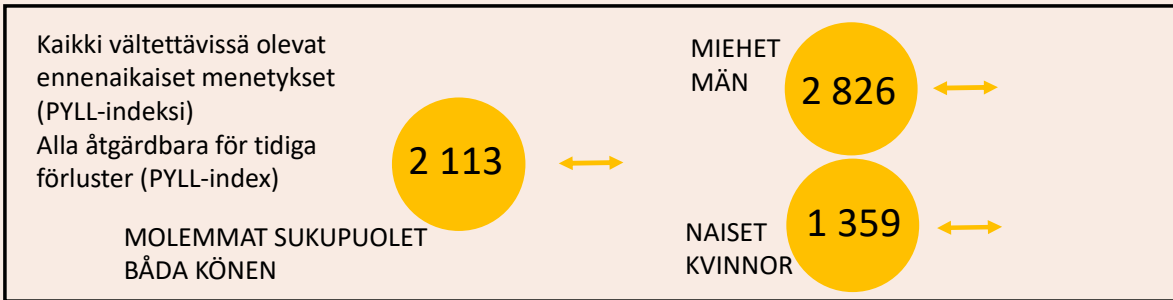 Kaikki vältettävissä olevat
ennenaikaiset menetykset
(PYLL-indeksi)
Alla åtgärdbara för tidiga
förluster (PYLL-index)
2 113
MOLEMMAT SUKUPUOLET
BÅDA KÖNEN
MIEHET
MÄN
2 826
NAISET
KVINNOR
1 359